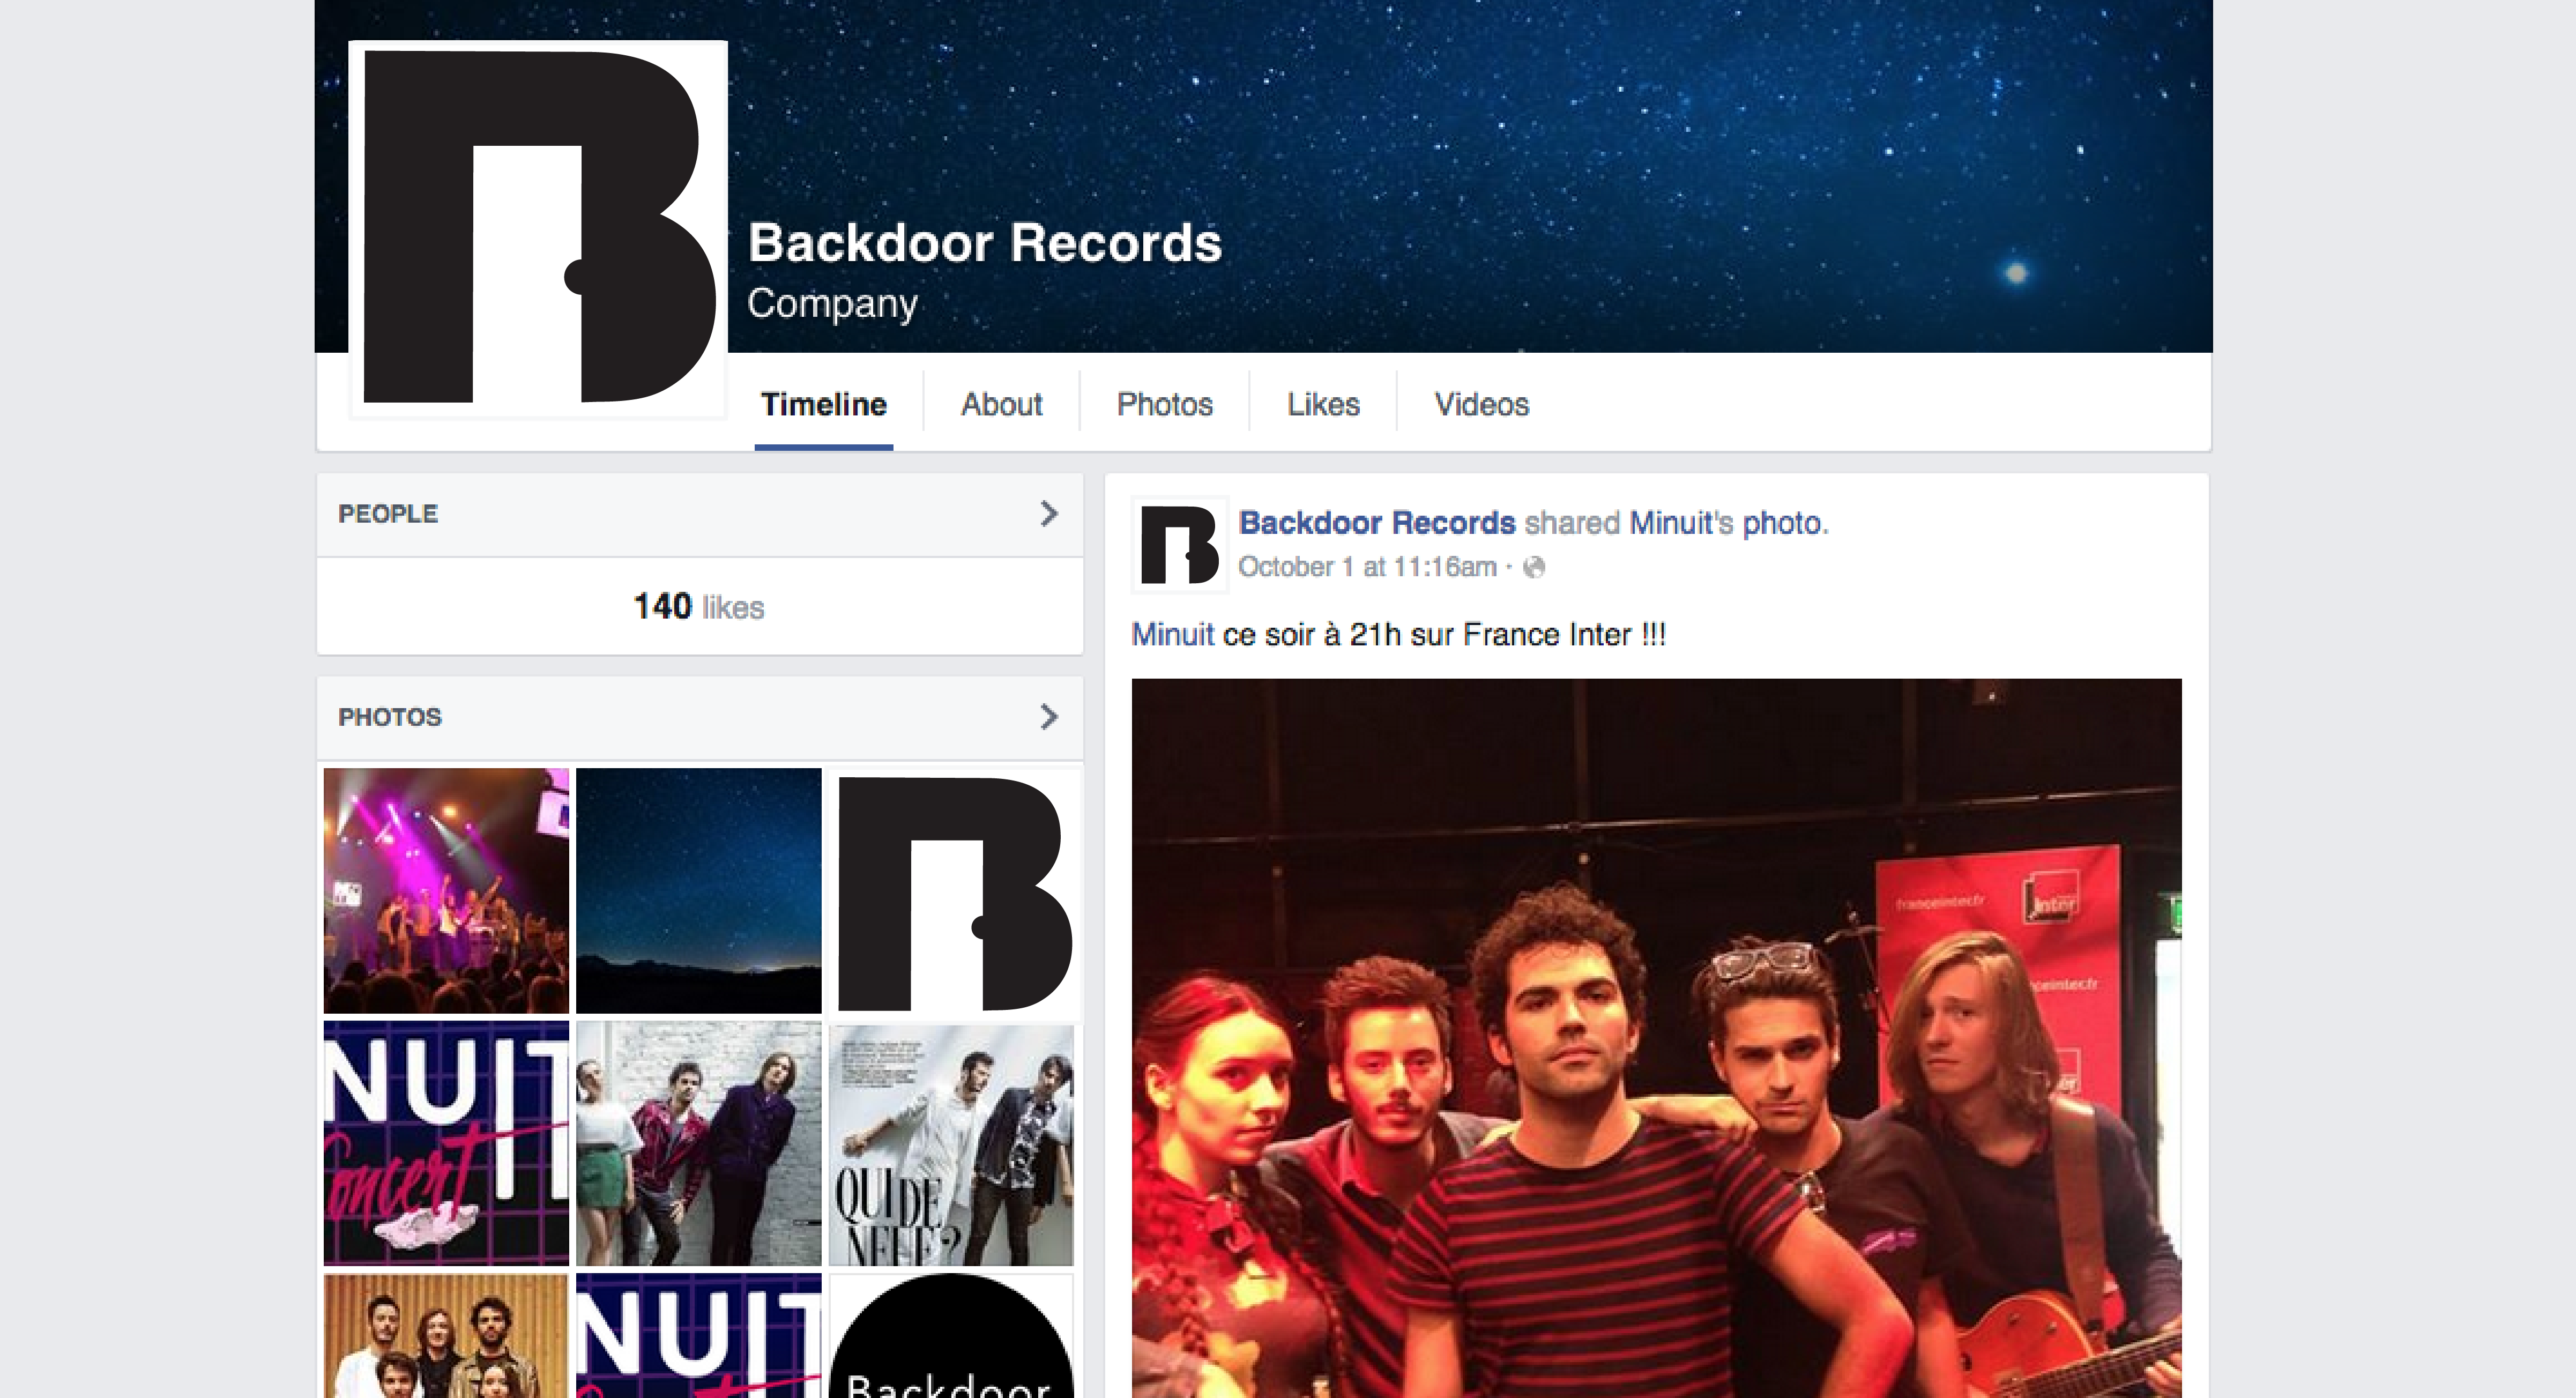 Backdoor Records
Company
Timeline
About
Photos
Likes
Videos
PEOPLE
140 likes
PHOTOS
NUIT
Concert
QUI DE
NEUF ?
NUIT
Backdoor
Backdoor Records shared Minuit's photo.
October 1 at 11:16am ·
Minuit ce soir à 21h sur France Inter !!!
franceinter.fr
inter
ceinter.fr